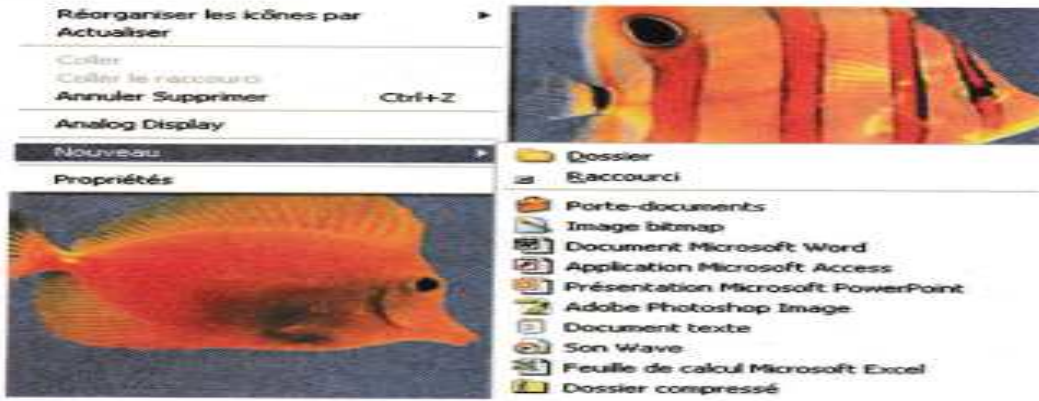 Réorganiser les icônes par
Actualiser
Coller
Coller le raccourci
Annuler Supprimer Ctrl+Z
Analog Display
Nouveau
Propriétés
Dossier
Raccourci
Porte-documents
Image bitmap
Document Microsoft Word
Application Microsoft Access
Présentation Microsoft PowerPoint
Adobe Photoshop Image
Document texte
Son Wave
Feuille de calcul Microsoft Excel
Dossier compressé